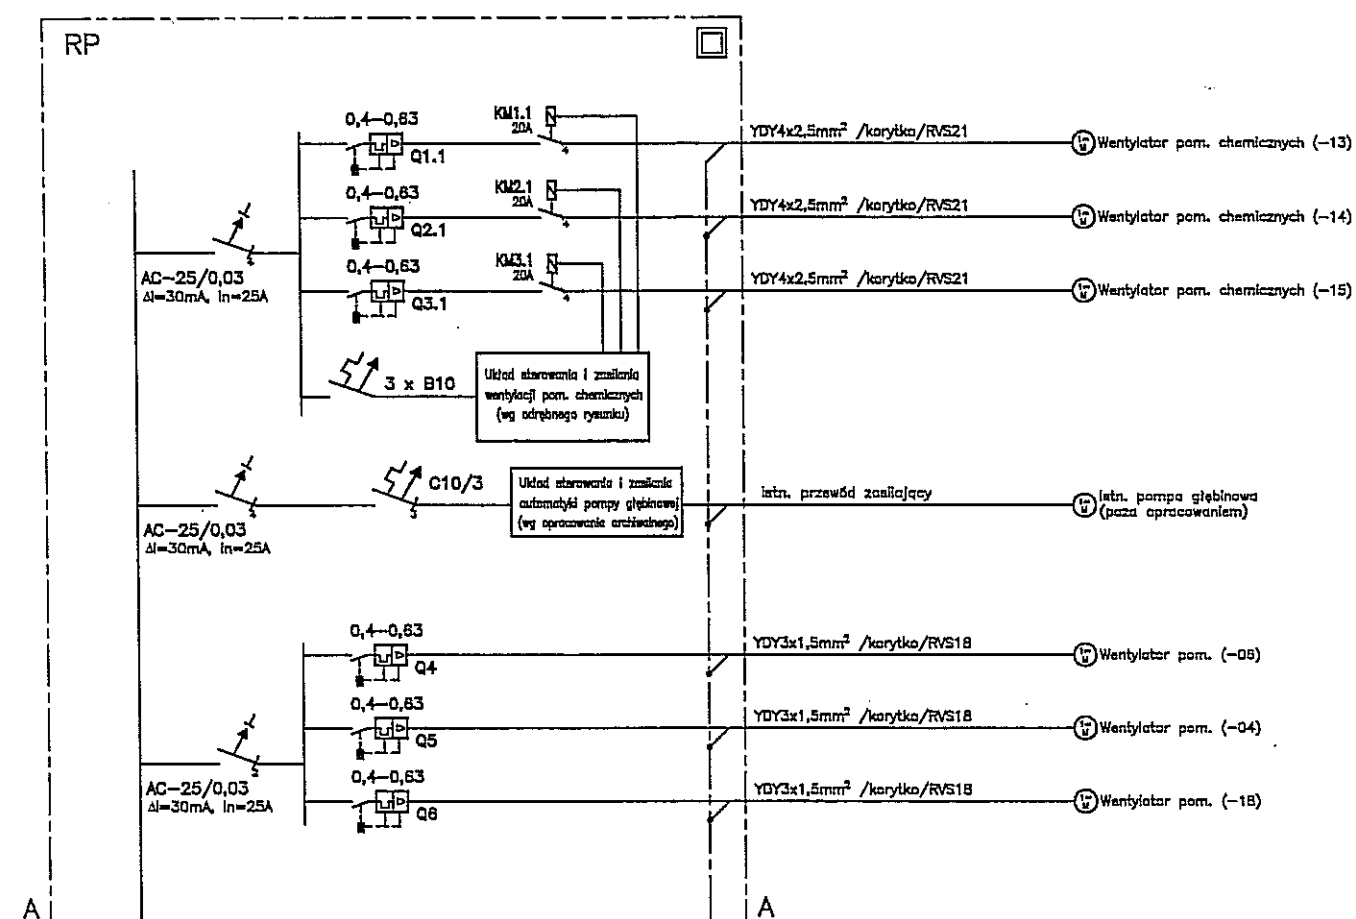 RP
0,4-0,63
Q1.1
KM1.1
20A
YDY4x2,5mm² /korytko/RVS21
Wentylator pom. chemicznych (-13)
0,4-0,63
Q2.1
KM2.1
20A
YDY4x2,5mm² /korytko/RVS21
Wentylator pom. chemicznych (-14)
AC-25/0,03
ΔI=30mA, In=25A
0,4-0,63
Q3.1
KM3.1
20A
YDY4x2,5mm² /korytko/RVS21
Wentylator pom. chemicznych (-15)
3 x B10
Układ sterowania i zasilania
wentylacji pom. chemicznych
(wg odrębnego rysunku)
AC-25/0,03
ΔI=30mA, In=25A
C10/3
Układ sterowania i zasilania
automatyki pompy głębinowej
(wg opracowania archiwalnego)
istn. przewód zasilający
istn. pompa głębinowa
(poza opracowaniem)
0,4-0,63
Q4
YDY3x1,5mm² /korytko/RVS18
Wentylator pom.
0,4-0,63
Q5
YDY3x1,5mm² /korytko/RVS18
Wentylator pom. (-04)
AC-25/0,03
ΔI=30mA, In=25A
0,4-0,63
Q6
YDY3x1,5mm² /korytko/RVS18
Wentylator pom.
A
A